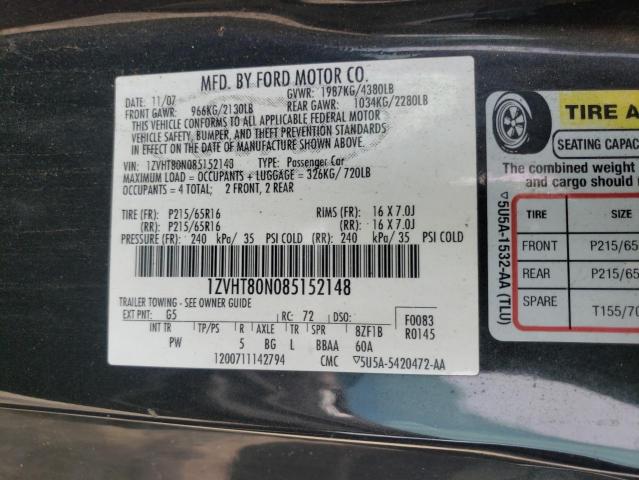 MFD. BY FORD MOTOR CO.
DATE: 11/07 GVWR: 1987KG/4380LB
FRONT GAWR: 966KG/2130LB REAR GAWR: 1034KG/2280LB
THIS VEHICLE CONFORMS TO ALL APPLICABLE FEDERAL MOTOR
VEHICLE SAFETY, BUMPER, AND THEFT PREVENTION STANDARDS
IN EFFECT ON THE DATE OF MANUFACTURE SHOWN ABOVE.
VIN: 1ZVHT80N085152148 TYPE: Passenger Car
MAXIMUM LOAD = OCCUPANTS + LUGGAGE = 326KG/720LB
OCCUPANTS = 4 TOTAL; 2 FRONT, 2 REAR
TIRE (FR): P215/65R16 RIMS (FR): 16 X 7.0J
(RR): P215/65R16 (RR): 16 X 7.0J
PRESSURE (FR): 240 kPa/ 35 PSI COLD (RR): 240 kPa/ 35 PSI COLD
1ZVHT80N085152148
TRAILER TOWING - SEE OWNER GUIDE
EXT PNT: G5 RC: 72 DSO: F0083
INT TR TP/PS R AXLE TR SPR 8ZF1B R0145
PW 5 BG L BBAA 60A
1200711142794 CMC ▽5U5A-5420472-AA
▽5U5A-1532-AA (TLU)
TIRE A
SEATING CAPAC
The combined weight
and cargo should
TIRE SIZE
FRONT P215/65
REAR P215/65
SPARE T155/70